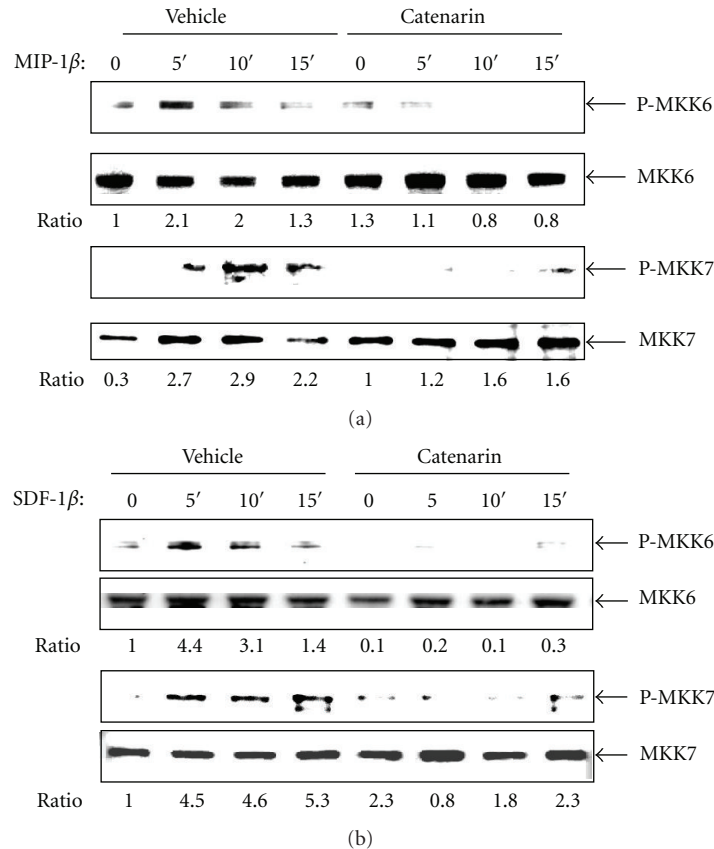 Vehicle Catenarin
MIP-1β: 0 5′ 10′ 15′ 0 5′ 10′ 15′
P-MKK6
MKK6
Ratio 1 2.1 2 1.3 1.3 1.1 0.8 0.8
P-MKK7
MKK7
Ratio 0.3 2.7 2.9 2.2 1 1.2 1.6 1.6
(a)
Vehicle Catenarin
SDF-1β: 0 5′ 10′ 15′ 0 5 10′ 15′
P-MKK6
MKK6
Ratio 1 4.4 3.1 1.4 0.1 0.2 0.1 0.3
P-MKK7
MKK7
Ratio 1 4.5 4.6 5.3 2.3 0.8 1.8 2.3
(b)